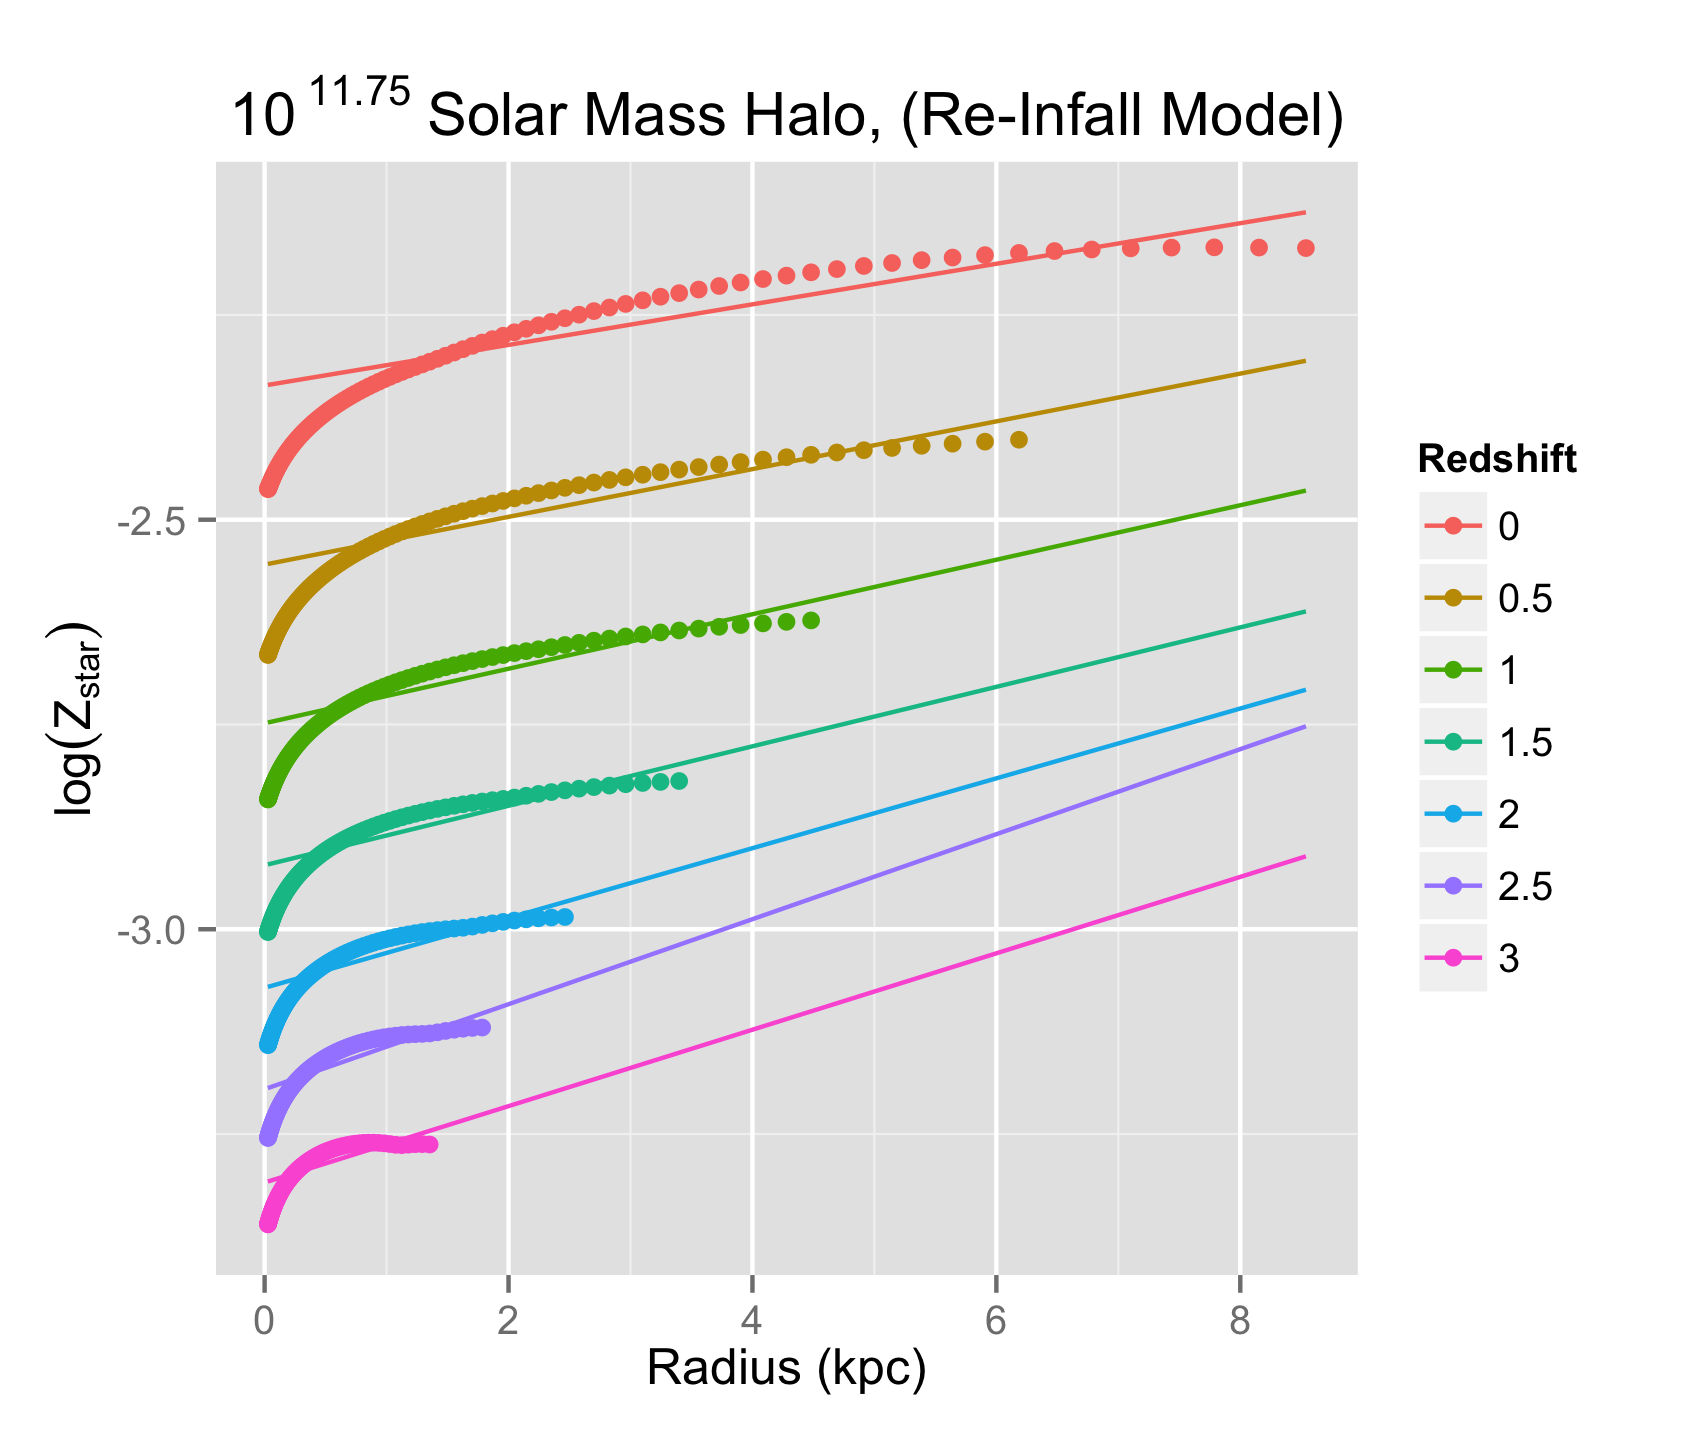 10 11.75 Solar Mass Halo, (Re-Infall Model)
log(Zstar)
-2.5
-3.0
0 2 4 6 8
Radius (kpc)
Redshift
0
0.5
1
1.5
2
2.5
3